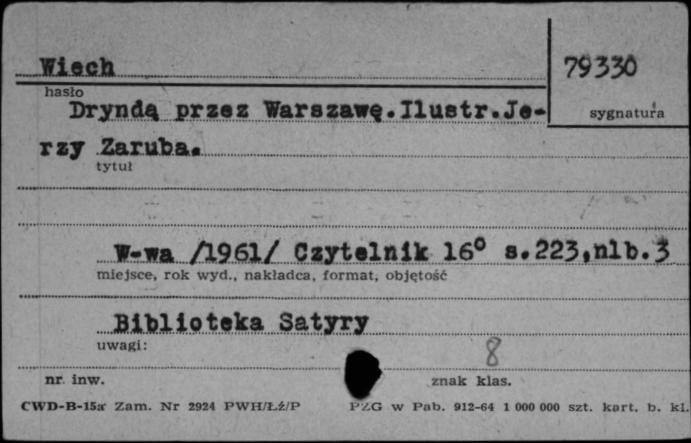 Wiech
79330
hasło
sygnatura
Dryndą przez Warszawę.Ilustr.Je-
rzy Zaruba.
tytuł
W-wa /1961/ Czytelnik 16⁰ s.223,nlb.3
miejsce, rok wyd., nakładca, format, objętość
Biblioteka Satyry
uwagi:
8
nr. inw.
znak klas.
CWD-B-15a Zam. Nr 2924 PWH/Łź/P PZG w Pab. 912-64 1 000 000 szt. kart. b. kl.